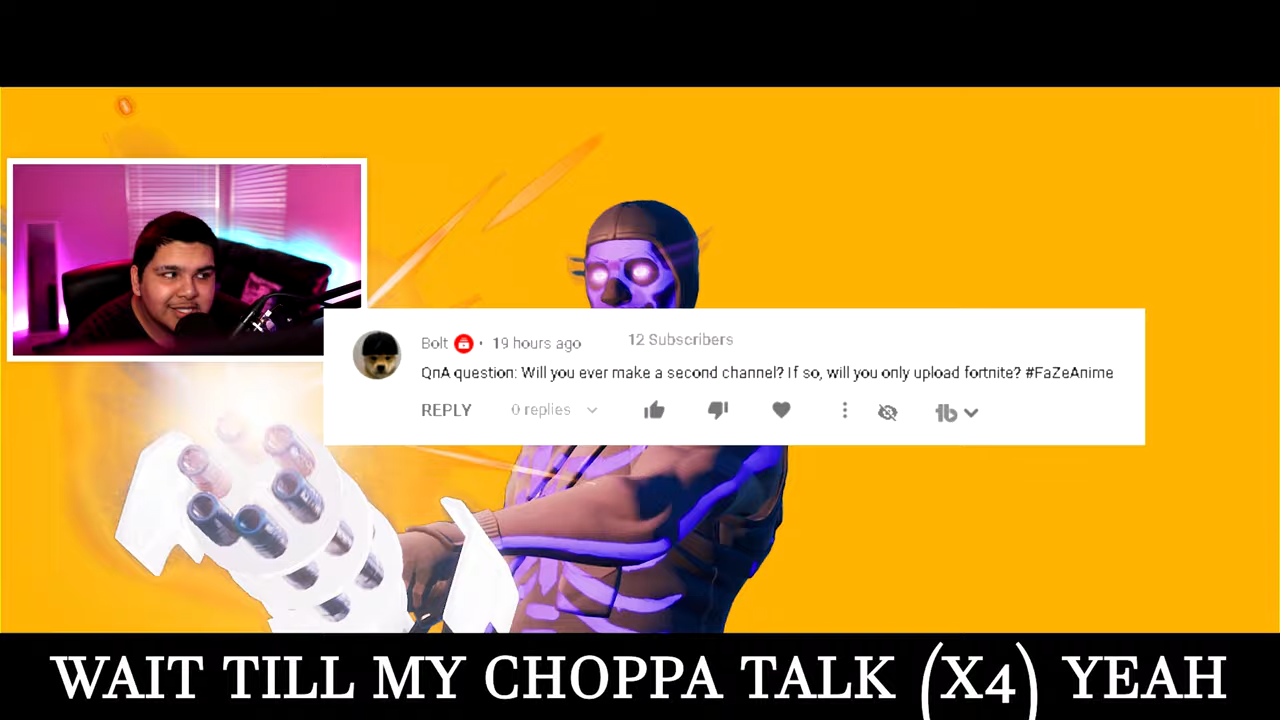 Bolt · 19 hours ago 12 Subscribers
QnA question: Will you ever make a second channel? If so, will you only upload fortnite? #FaZeAnime
REPLY 0 replies
WAIT TILL MY CHOPPA TALK (X4) YEAH